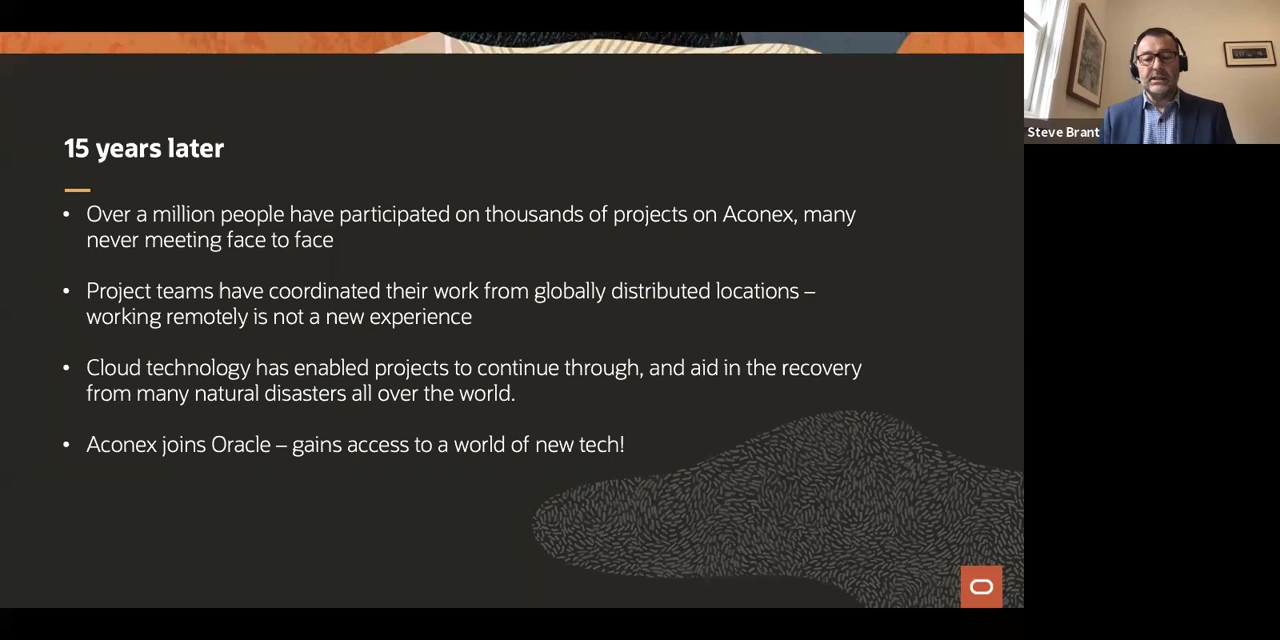 15 years later
• Over a million people have participated on thousands of projects on Aconex, many
never meeting face to face
• Project teams have coordinated their work from globally distributed locations –
working remotely is not a new experience
• Cloud technology has enabled projects to continue through, and aid in the recovery
from many natural disasters all over the world.
• Aconex joins Oracle – gains access to a world of new tech!
Steve Brant